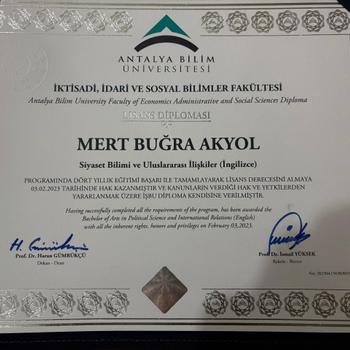 ANTALYA BİLİM
ÜNİVERSİTESİ
İKTİSADİ, İDARİ VE SOSYAL BİLİMLER FAKÜLTESİ
Antalya Bilim University Faculty of Economics Administrative and Social Sciences Diploma
LİSANS DİPLOMASI
MERT BUĞRA AKYOL
Siyaset Bilimi ve Uluslararası İlişkiler (İngilizce)
PROGRAMINDA DÖRT YILLIK EĞİTİMİ BAŞARI İLE TAMAMLAYARAK LİSANS DERECESİNİ ALMAYA
03.02.2023 TARİHİNDE HAK KAZANMIŞTIR VE KANUNLARIN VERDİĞİ HAK VE YETKİLERDEN
YARARLANMAK ÜZERE İŞBU DİPLOMA KENDİSİNE VERİLMİŞTİR.
Having successfully completed all the requirements of the program, has been awarded the
Bachelor of Arts in Political Science and International Relations (English)
with all the inherent rights, honors and privileges on February 03,2023.
Prof. Dr. Harun GÜMRÜKÇÜ
Dekan - Dean
Prof. Dr. İsmail YÜKSEK
Rektör - Rector